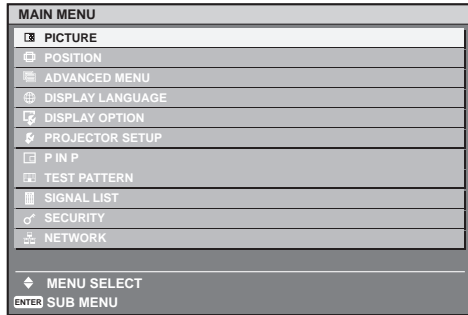 MAIN MENU
PICTURE
POSITION
ADVANCED MENU
DISPLAY LANGUAGE
DISPLAY OPTION
PROJECTOR SETUP
P IN P
TEST PATTERN
SIGNAL LIST
SECURITY
NETWORK
MENU SELECT
ENTER SUB MENU